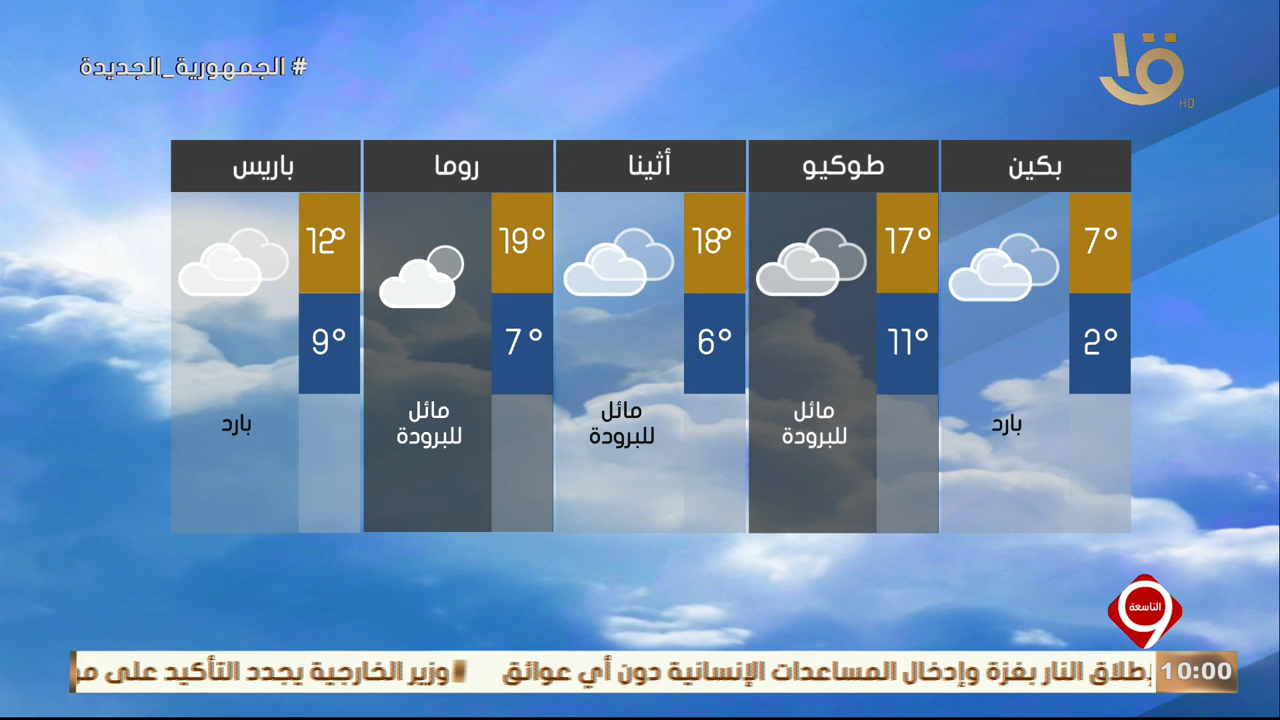 # الجمهورية_الجديدة
HD
بكين
7°
2°
بارد
طوكيو
17°
11°
مائل
للبرودة
أثينا
18°
6°
مائل
للبرودة
روما
19°
7°
مائل
للبرودة
باريس
12°
9°
بارد
التاسعة
9
10:00
إطلاق النار بغزة وإدخال المساعدات الإنسانية دون أي عوائق وزير الخارجية يجدد التأكيد على